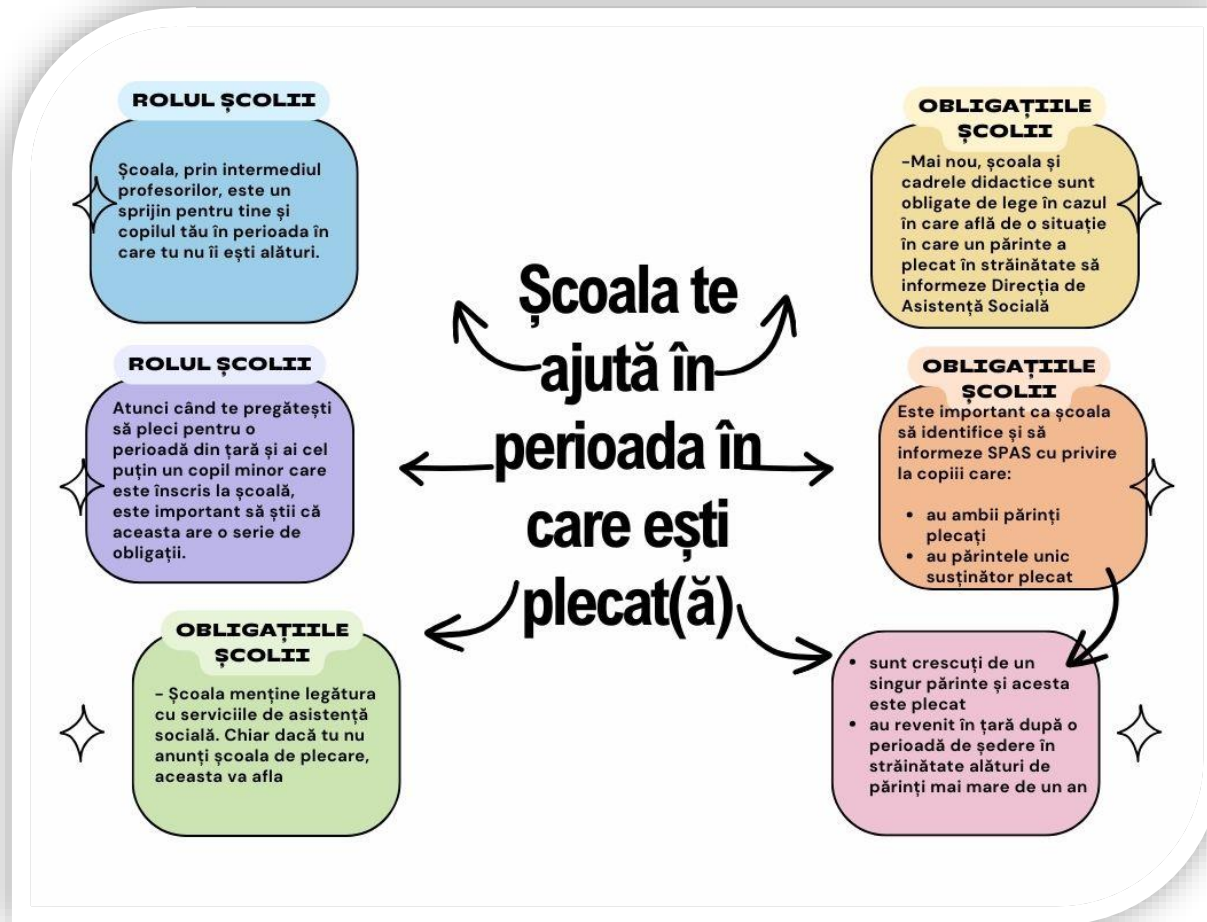 ROLUL ȘCOLII
Școala, prin intermediul
profesorilor, este un
sprijin pentru tine și
copilul tău în perioada în
care tu nu îi ești alături.
ROLUL ȘCOLII
Atunci când te pregătești
să pleci pentru o
perioadă din țară și ai cel
puțin un copil minor care
este înscris la școală,
este important să știi că
aceasta are o serie de
obligații.
OBLIGAȚIILE
ȘCOLII
- Școala menține legătura
cu serviciile de asistență
socială. Chiar dacă tu nu
anunți școala de plecare,
aceasta va afla
Școala te
ajută în
perioada în
care ești
plecat(ă)
OBLIGAȚIILE
ȘCOLII
-Mai nou, școala și
cadrele didactice sunt
obligate de lege în cazul
în care află de o situație
în care un părinte a
plecat în străinătate să
informeze Direcția de
Asistență Socială
OBLIGAȚIILE
ȘCOLII
Este important ca școala
să identifice și să
informeze SPAS cu privire
la copiii care:
• au ambii părinți
plecați
• au părintele unic
susținător plecat
• sunt crescuți de un
singur părinte și acesta
este plecat
• au revenit în țară după o
perioadă de ședere în
străinătate alături de
părinți mai mare de un an